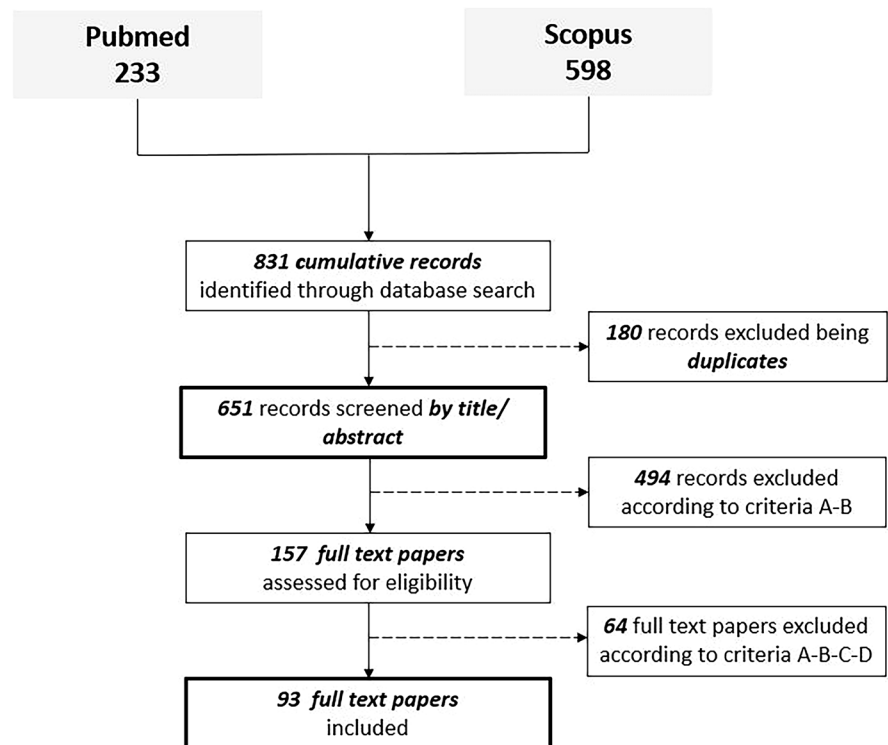 Pubmed
233
Scopus
598
831 cumulative records
identified through database search
180 records excluded being
duplicates
651 records screened by title/
abstract
494 records excluded
according to criteria A-B
157 full text papers
assessed for eligibility
64 full text papers excluded
according to criteria A-B-C-D
93 full text papers
included